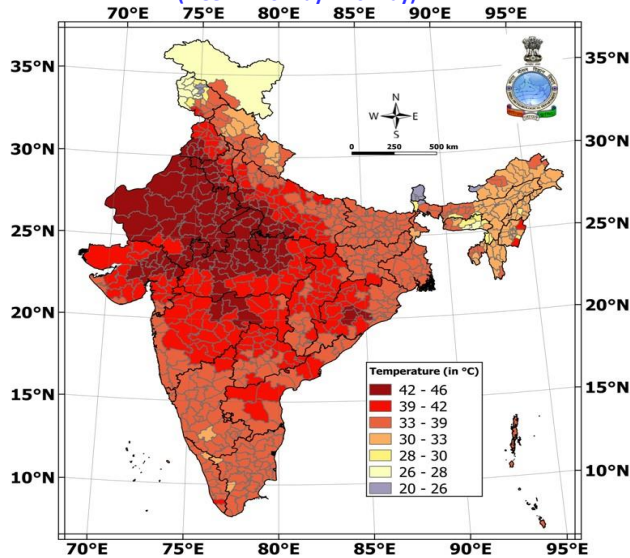 70°E 75°E 80°E 85°E 90°E 95°E
35°N 35°N
30°N 30°N
25°N 25°N
20°N 20°N
15°N 15°N
10°N 10°N
N
W E
S
0 250 500 km
Temperature (in °C)
42 - 46
39 - 42
33 - 39
30 - 33
28 - 30
26 - 28
20 - 26
70°E 75°E 80°E 85°E 90°E 95°E